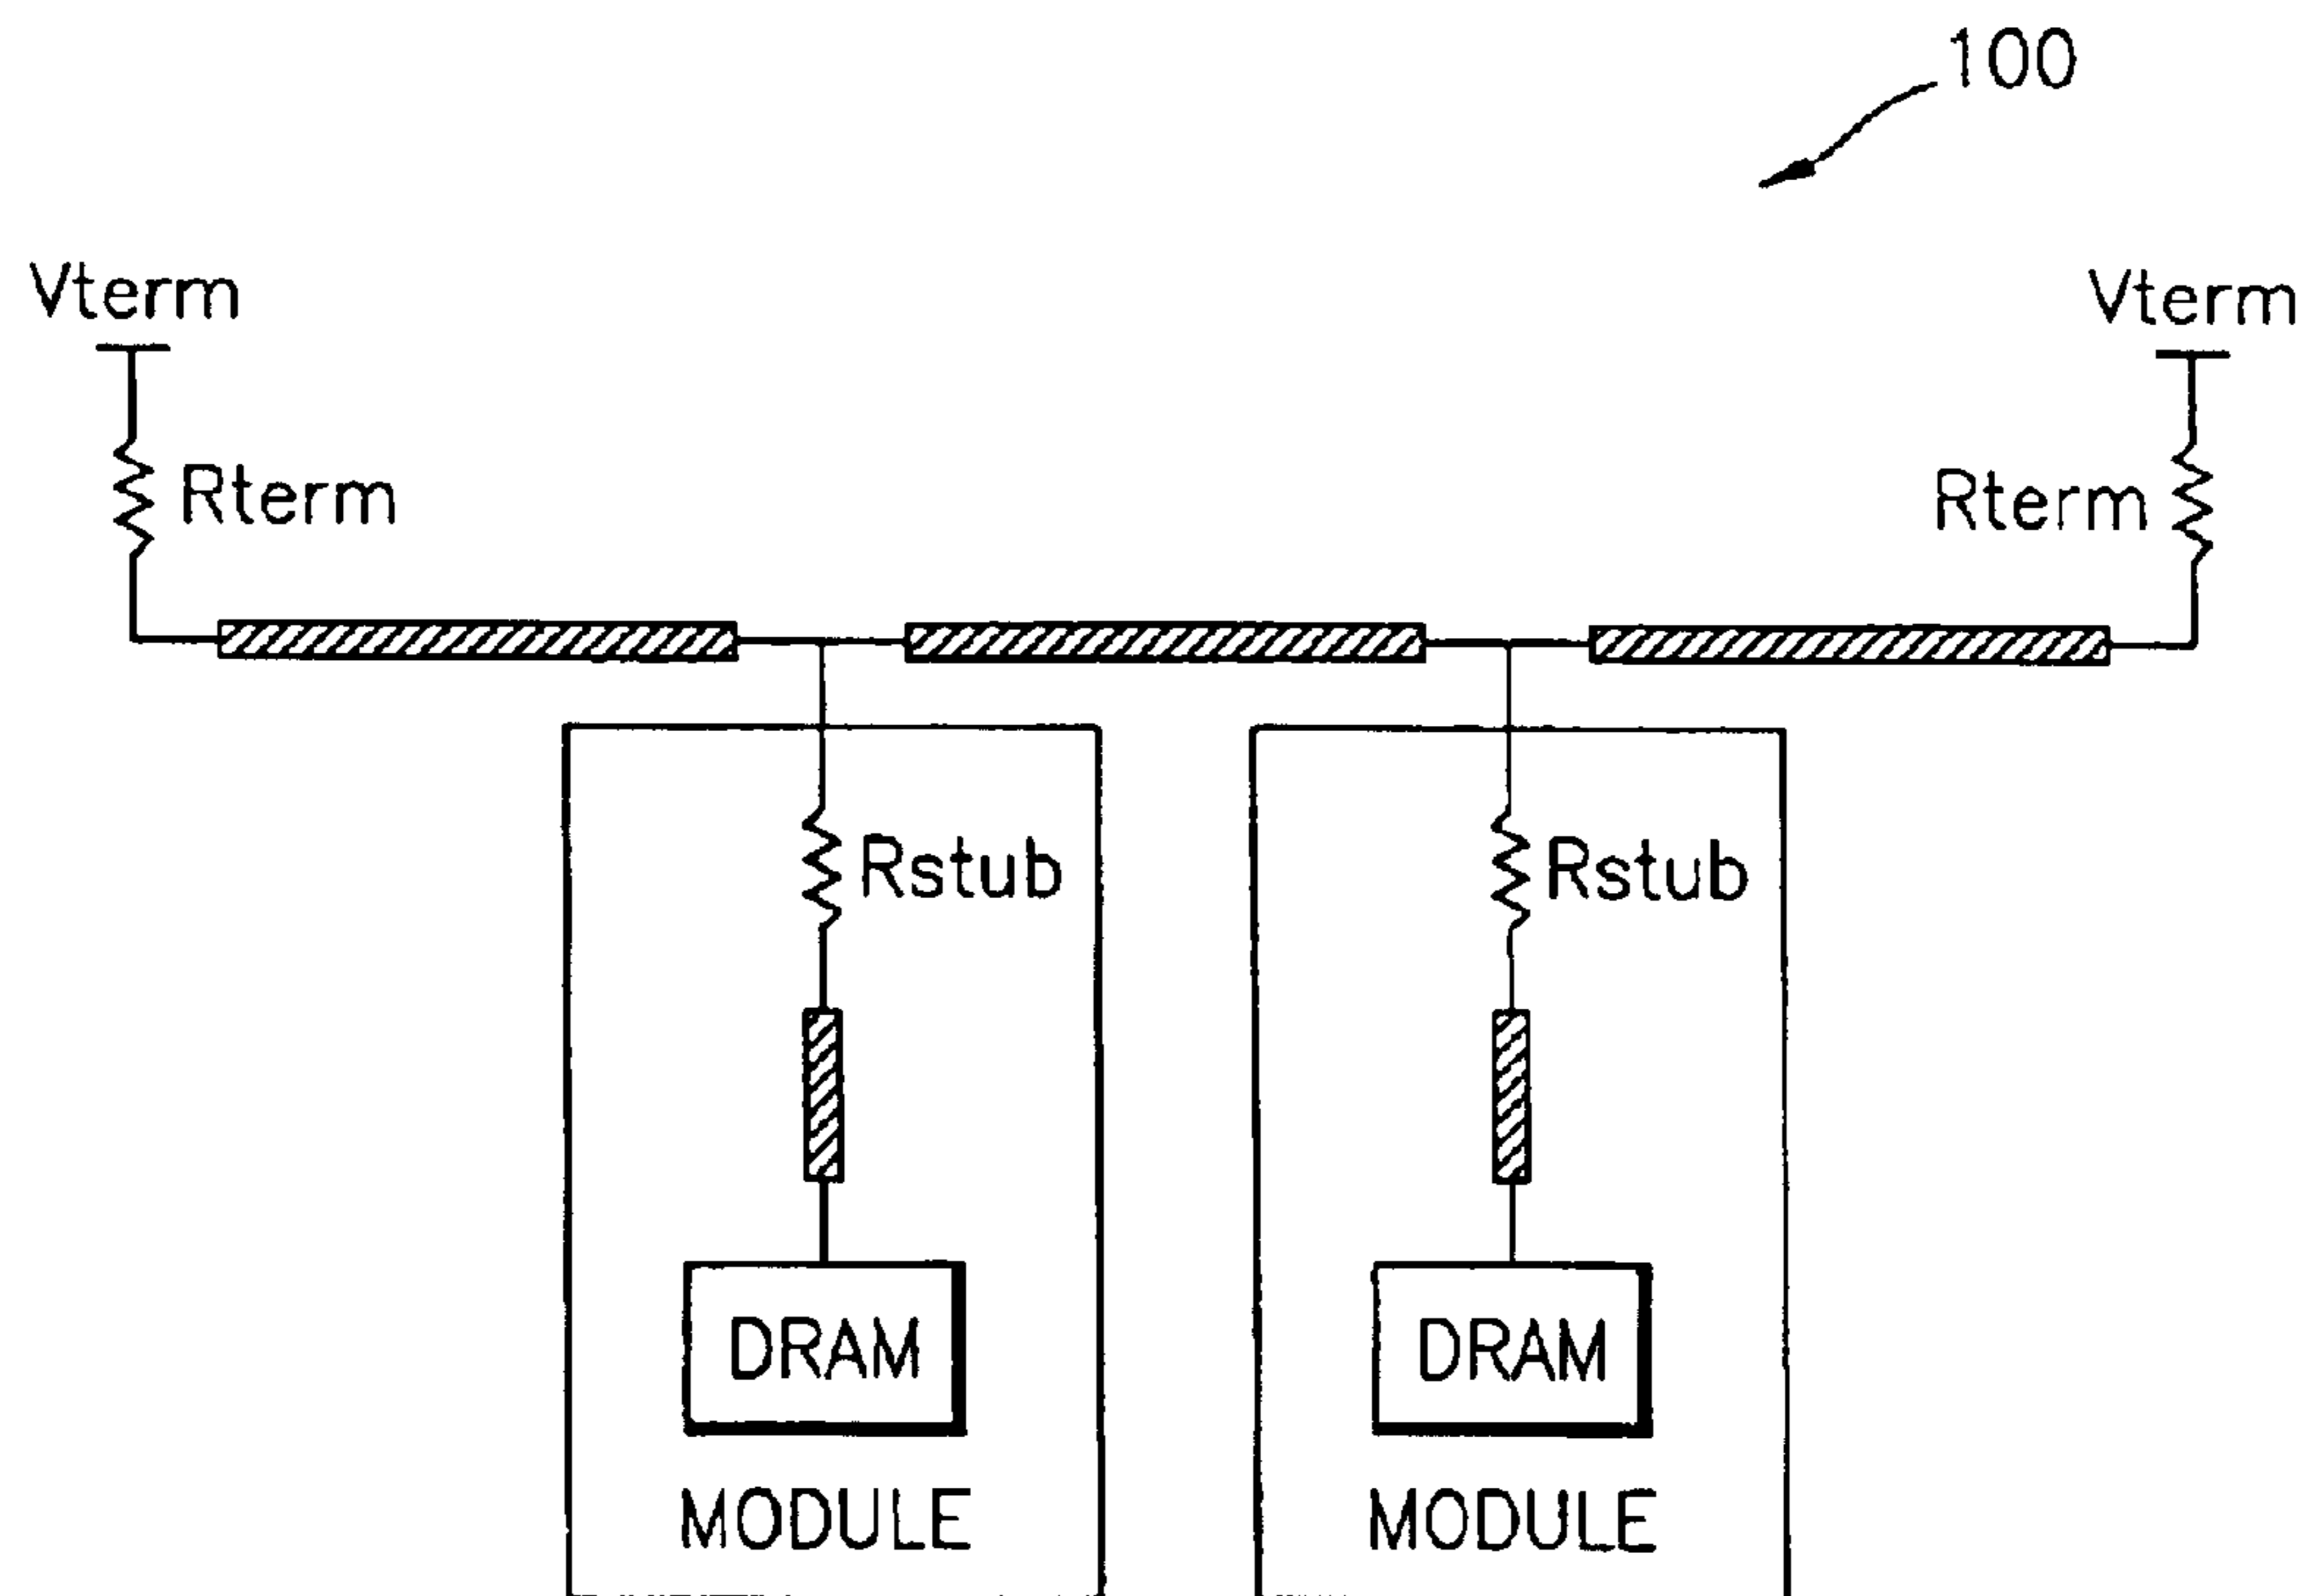 100
Vterm
Vterm
Rterm
Rterm
Rstub
Rstub
DRAM
DRAM
MODULE
MODULE